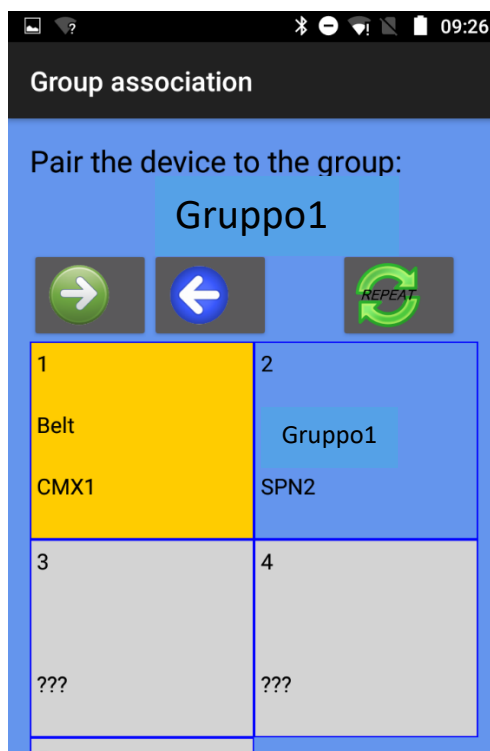 09:26
Group association
Pair the device to the group:
Gruppo1
REPEAT
1
Belt
CMX1
2
Gruppo1
SPN2
3
???
4
???